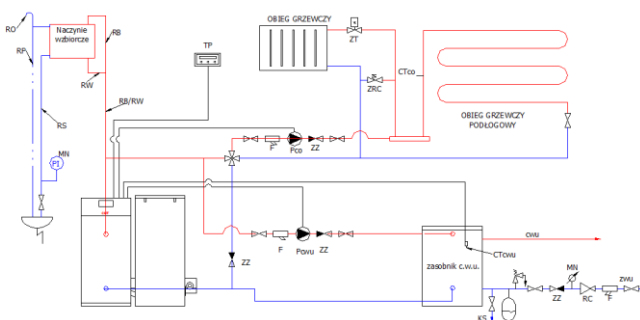 RO
RP
Naczynie
wzbiorcze
RB
RW
RB/RW
RS
MN
PI
TP
OBIEG GRZEWCZY
ZT
ZRC
CTco
OBIEG GRZEWCZY
PODŁOGOWY
F
Pco
ZZ
ZZ
F
Pcwu
ZZ
zasobnik c.w.u.
CTcwu
cwu
KS
MN
ZZ
RC
F
zwu